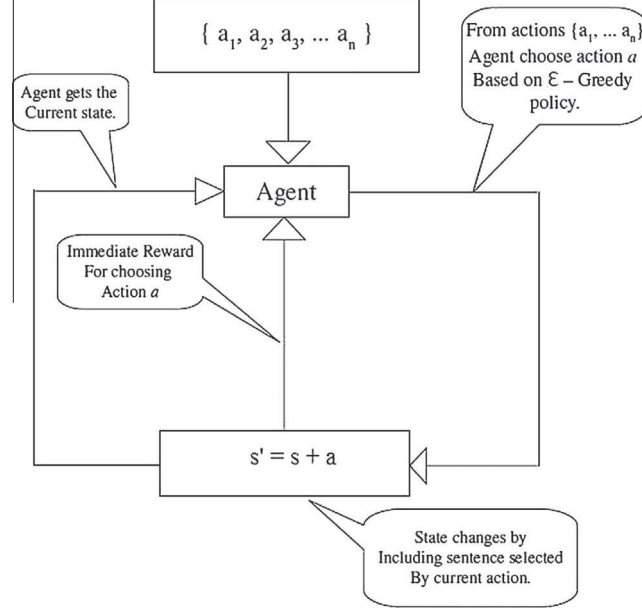 { a₁, a₂, a₃, ... aₙ }
From actions {a₁, ... aₙ}
Agent choose action a
Based on Ɛ – Greedy
policy.
Agent gets the
Current state.
Agent
Immediate Reward
For choosing
Action a
s' = s + a
State changes by
Including sentence selected
By current action.